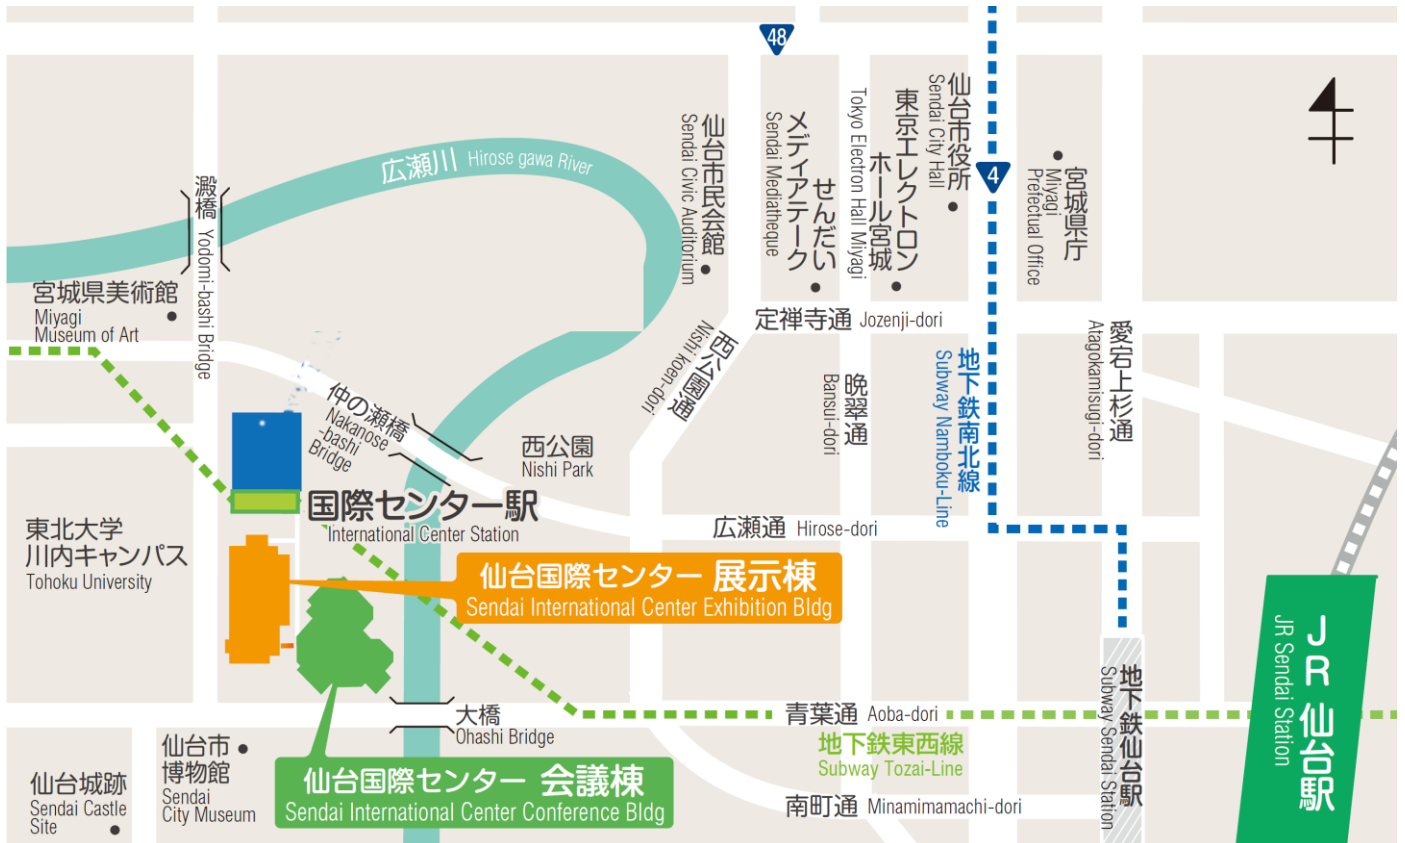 48
4
広瀬川 Hirose gawa River
澱橋
Yodomi-bashi Bridge
仙台市民会館
Sendai Civic Auditorium
せんだい
メディアテーク
Sendai Mediatheque
東京エレクトロン
ホール宮城
Tokyo Electron Hall Miyagi
仙台市役所
Sendai City Hall
宮城県庁
Miyagi
Prefectual Office
宮城県美術館
Miyagi
Museum of Art
定禅寺通 Jozenji-dori
西公園通
Nishi koen-dori
晩翠通
Bansui-dori
地下鉄南北線
Subway Namboku-Line
愛宕上杉通
Atagokamisugi-dori
仲の瀬橋
Nakanose
-bashi
Bridge
西公園
Nishi Park
国際センター駅
International Center Station
広瀬通 Hirose-dori
東北大学
川内キャンパス
Tohoku University
仙台国際センター 展示棟
Sendai International Center Exhibition Bldg
JR 仙台駅
JR Sendai Station
地下鉄仙台駅
Subway Sendai Station
大橋
Ohashi Bridge
青葉通 Aoba-dori
地下鉄東西線
Subway Tozai-Line
仙台市
博物館
Sendai
City Museum
仙台城跡
Sendai Castle
Site
仙台国際センター 会議棟
Sendai International Center Conference Bldg
南町通 Minamimamachi-dori